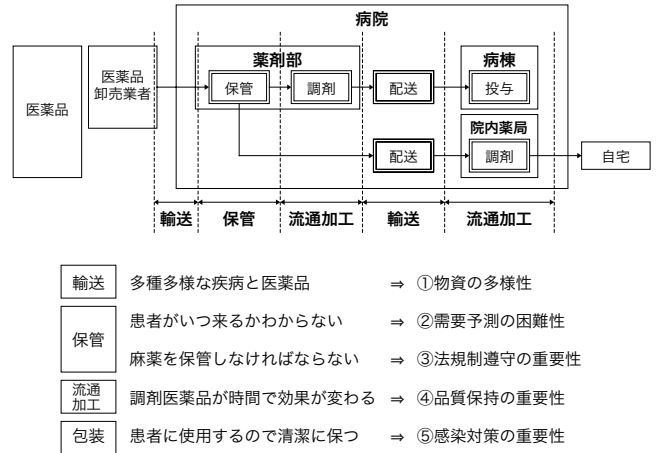 病院
薬剤部
病棟
医薬品
医薬品
卸売業者
保管
調剤
配送
投与
院内薬局
配送
調剤
自宅
輸送
保管
流通加工
輸送
流通加工
輸送 多種多様な疾病と医薬品 ⇒ ①物資の多様性
保管 患者がいつ来るかわからない ⇒ ②需要予測の困難性
麻薬を保管しなければならない ⇒ ③法規制遵守の重要性
流通
加工 調剤医薬品が時間で効果が変わる ⇒ ④品質保持の重要性
包装 患者に使用するので清潔に保つ ⇒ ⑤感染対策の重要性